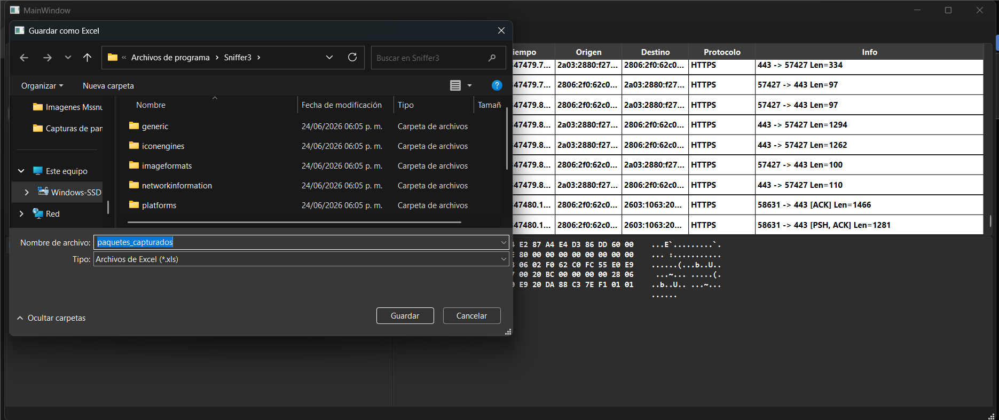 MainWindow
Guardar como Excel
« Archivos de programa › Sniffer3 ›
Buscar en Sniffer3
Organizar
Nueva carpeta
Imagenes Mssnu
Capturas de pan
Este equipo
Windows-SSD
Red
Nombre Fecha de modificación Tipo Tamañ
generic 24/06/2026 06:05 p. m. Carpeta de archivos
iconengines 24/06/2026 06:05 p. m. Carpeta de archivos
imageformats 24/06/2026 06:05 p. m. Carpeta de archivos
networkinformation 24/06/2026 06:05 p. m. Carpeta de archivos
platforms 24/06/2026 06:05 p. m. Carpeta de archivos
Nombre de archivo: paquetes_capturados
Tipo: Archivos de Excel (*.xls)
Ocultar carpetas
Guardar
Cancelar
iempo Origen Destino Protocolo Info
47479.7... 2a03:2880:f27... 2806:2f0:62c0... HTTPS 443 -> 57427 Len=334
47479.7... 2806:2f0:62c0... 2a03:2880:f27... HTTPS 57427 -> 443 Len=97
47479.8... 2806:2f0:62c0... 2a03:2880:f27... HTTPS 57427 -> 443 Len=97
47479.8... 2a03:2880:f27... 2806:2f0:62c0... HTTPS 443 -> 57427 Len=1294
47479.8... 2a03:2880:f27... 2806:2f0:62c0... HTTPS 443 -> 57427 Len=1262
47479.8... 2806:2f0:62c0... 2a03:2880:f27... HTTPS 57427 -> 443 Len=100
47479.8... 2a03:2880:f27... 2806:2f0:62c0... HTTPS 443 -> 57427 Len=110
47480.1... 2806:2f0:62c0... 2603:1063:20... HTTPS 58631 -> 443 [ACK] Len=1466
47480.1... 2806:2f0:62c0... 2603:1063:20... HTTPS 58631 -> 443 [PSH, ACK] Len=1281
E2 87 A4 E4 D3 86 DD 60 00 ...E`.........`.
80 00 00 00 00 00 00 00 00 ... :...........
06 02 F0 62 C0 FC 55 E0 E9 ......(...b..U..
00 20 BC 00 00 00 00 28 06 ...~... .....(.
E9 20 DA 88 C3 7E F1 01 01 ..b..U.. ...~...
......